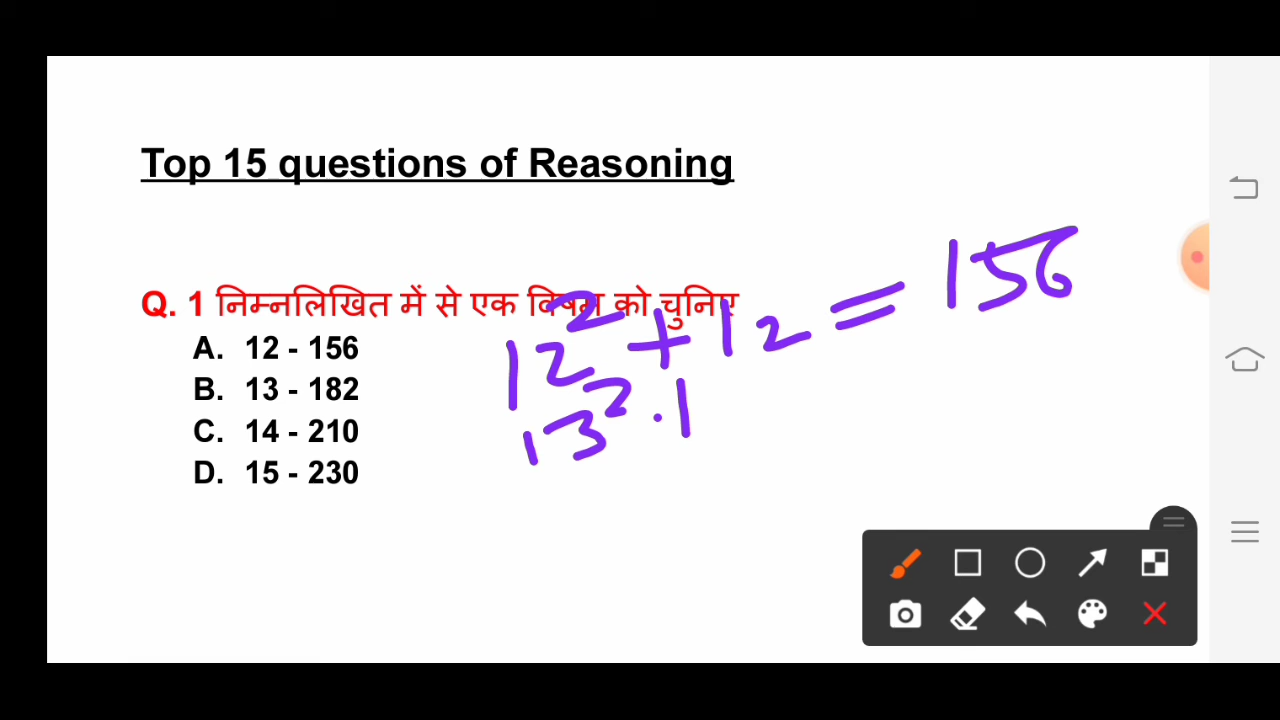 Top 15 questions of Reasoning
Q. 1 निम्नलिखित में से एक विषम को चुनिए
A. 12 - 156
B. 13 - 182
C. 14 - 210
D. 15 - 230
12² + 12 = 156
13² . 1